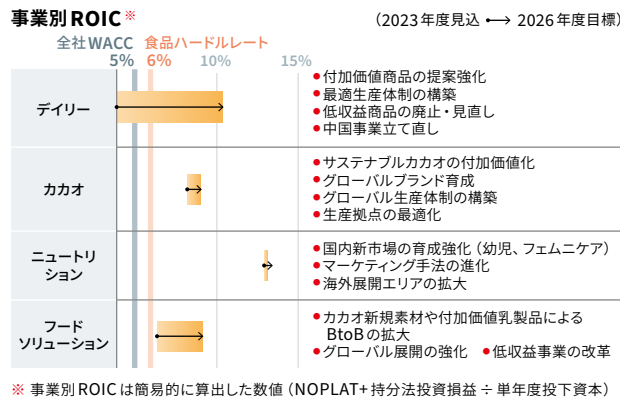 事業別ROIC※
（2023年度見込 ●→ 2026年度目標）
全社WACC 食品ハードルレート
5% 6% 10% 15%
デイリー
●付加価値商品の提案強化
●最適生産体制の構築
●低収益商品の廃止・見直し
●中国事業立て直し
カカオ
●サステナブルカカオの付加価値化
●グローバルブランド育成
●グローバル生産体制の構築
●生産拠点の最適化
ニュートリ
ション
●国内新市場の育成強化（幼児、フェムニケア）
●マーケティング手法の進化
●海外展開エリアの拡大
フード
ソリューション
●カカオ新規素材や付加価値乳製品による
BtoBの拡大
●グローバル展開の強化 ●低収益事業の改革
※ 事業別ROICは簡易的に算出した数値（NOPLAT+持分法投資損益÷単年度投下資本）